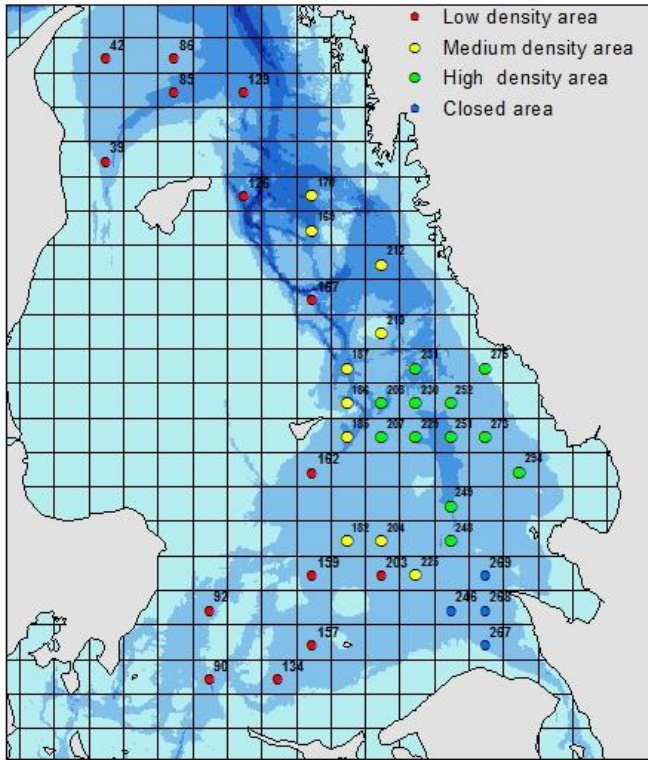 Low density area
Medium density area
High density area
Closed area
42 86
85 129
39
126 170
169
212
167
210
187 231 275
186 208 230 252
185 207 229 251 273
162 294
249
182 204 248
159 203 225 269
92 246 268
157 267
90 134